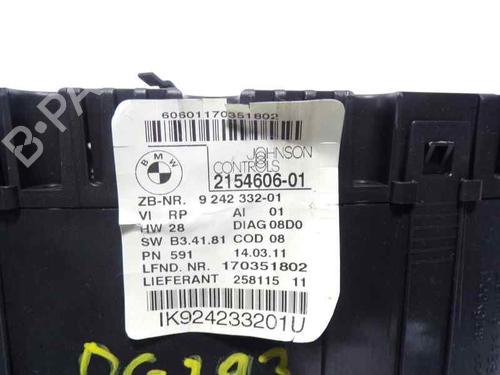 60601170351802
BMW
JOHNSON
CONTROLS
2154606-01
ZB-NR. 9 242 332-01
VI RP AI 01
HW 28 DIAG 08D0
SW B3.41.81 COD 08
PN 591 14.03.11
LFND. NR. 170351802
LIEFERANT 258115 11
IK924233201U
DG293
B-PA